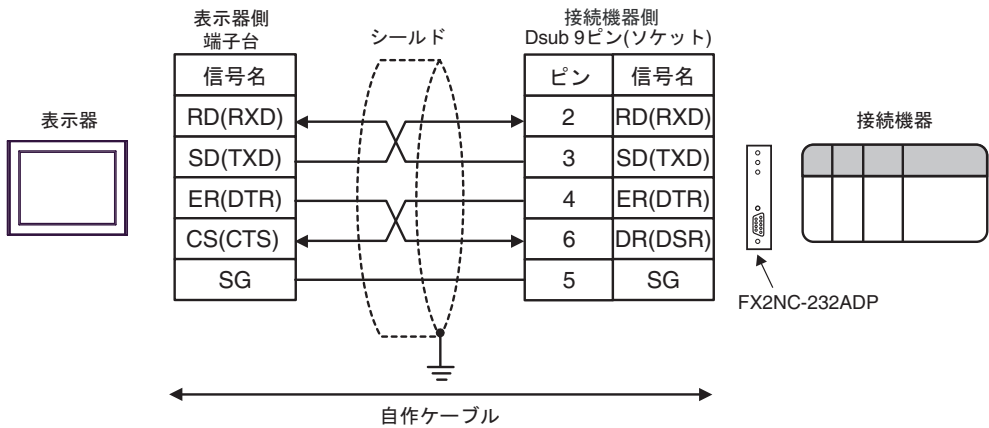 表示器側
端子台
シールド
接続機器側
Dsub 9ピン(ソケット)
信号名
ピン
信号名
表示器
接続機器
RD(RXD)
2
RD(RXD)
SD(TXD)
3
SD(TXD)
ER(DTR)
4
ER(DTR)
CS(CTS)
6
DR(DSR)
SG
5
SG
FX2NC-232ADP
自作ケーブル